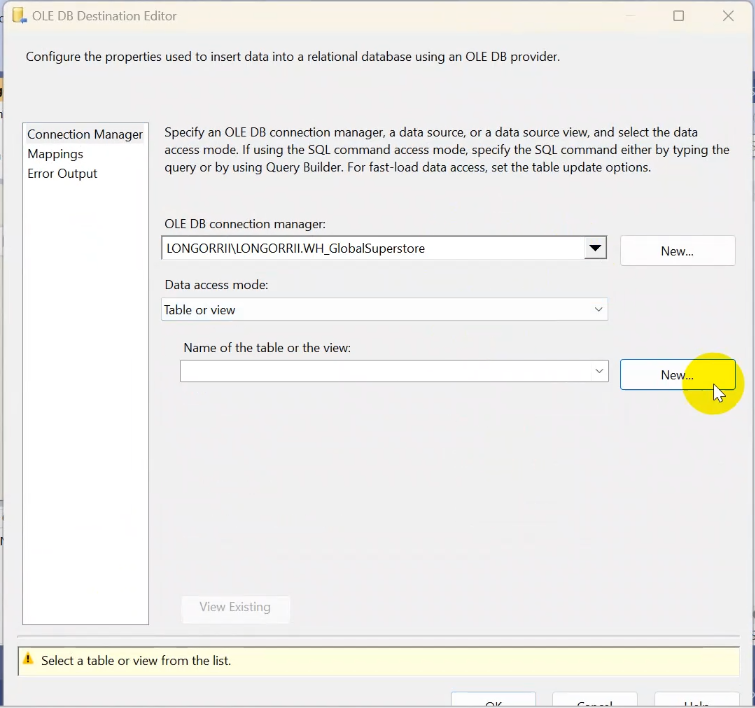 OLE DB Destination Editor
Configure the properties used to insert data into a relational database using an OLE DB provider.
Connection Manager
Mappings
Error Output
Specify an OLE DB connection manager, a data source, or a data source view, and select the data
access mode. If using the SQL command access mode, specify the SQL command either by typing the
query or by using Query Builder. For fast-load data access, set the table update options.
OLE DB connection manager:
LONGORRII\LONGORRII.WH_GlobalSuperstore
New...
Data access mode:
Table or view
Name of the table or the view:
New...
View Existing
Select a table or view from the list.
OK
Cancel
Help